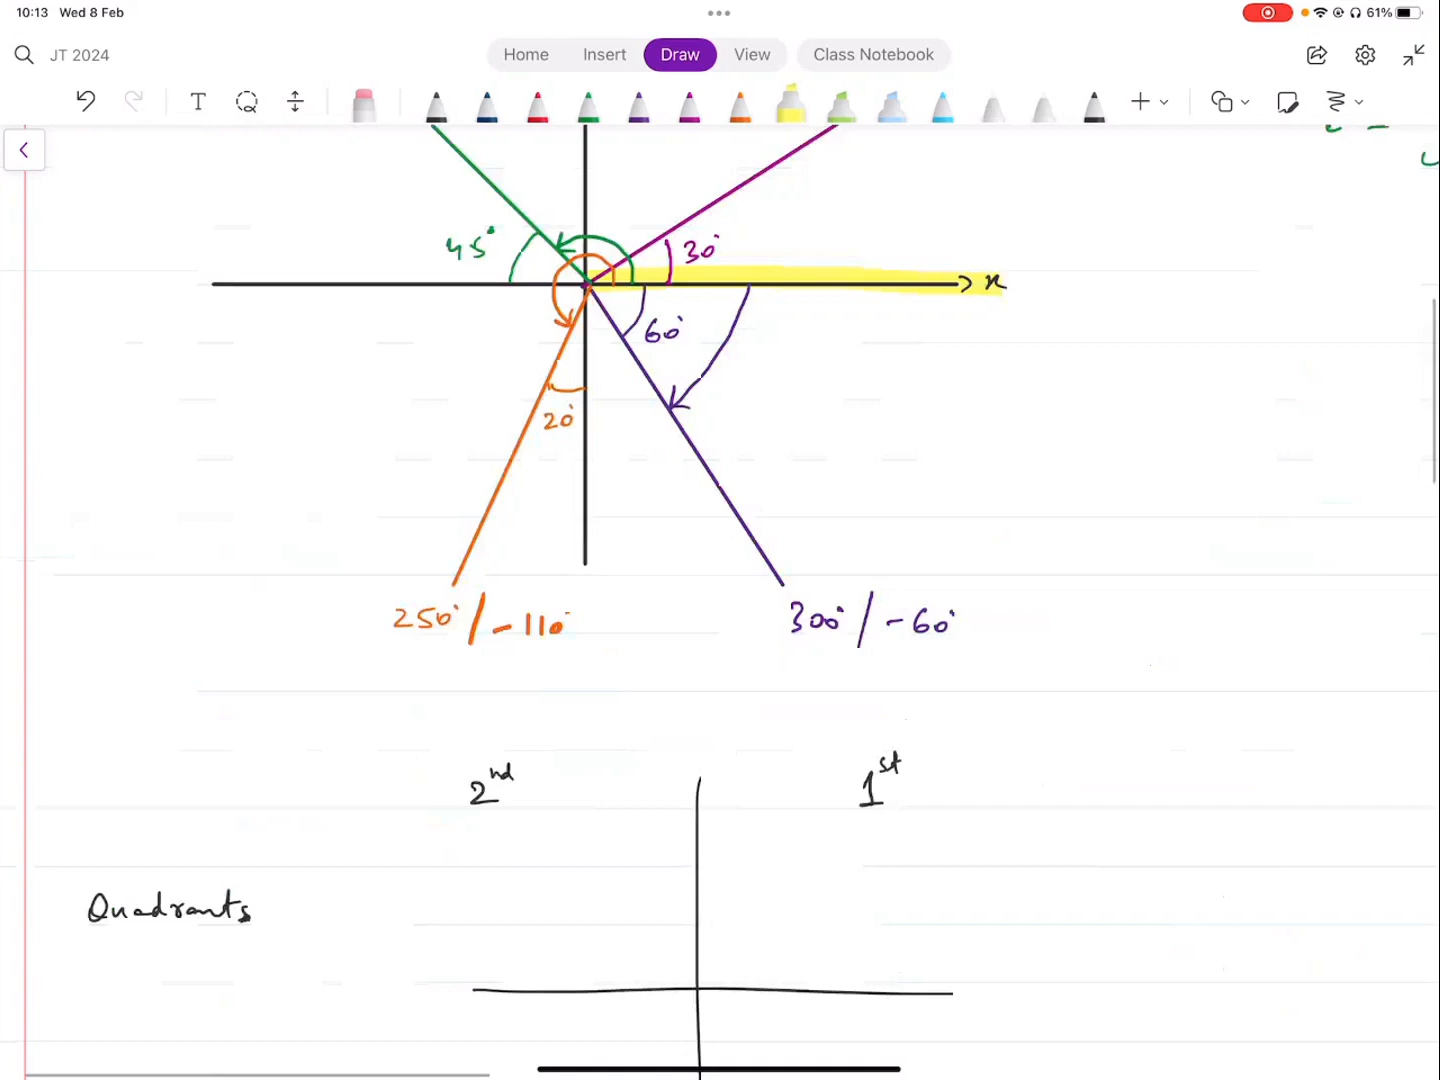 10:13 Wed 8 Feb
61%
JT 2024
Home Insert Draw View Class Notebook
T
45°
30°
x
60°
20°
250° / -110°
300° / -60°
2nd
1st
Quadrants